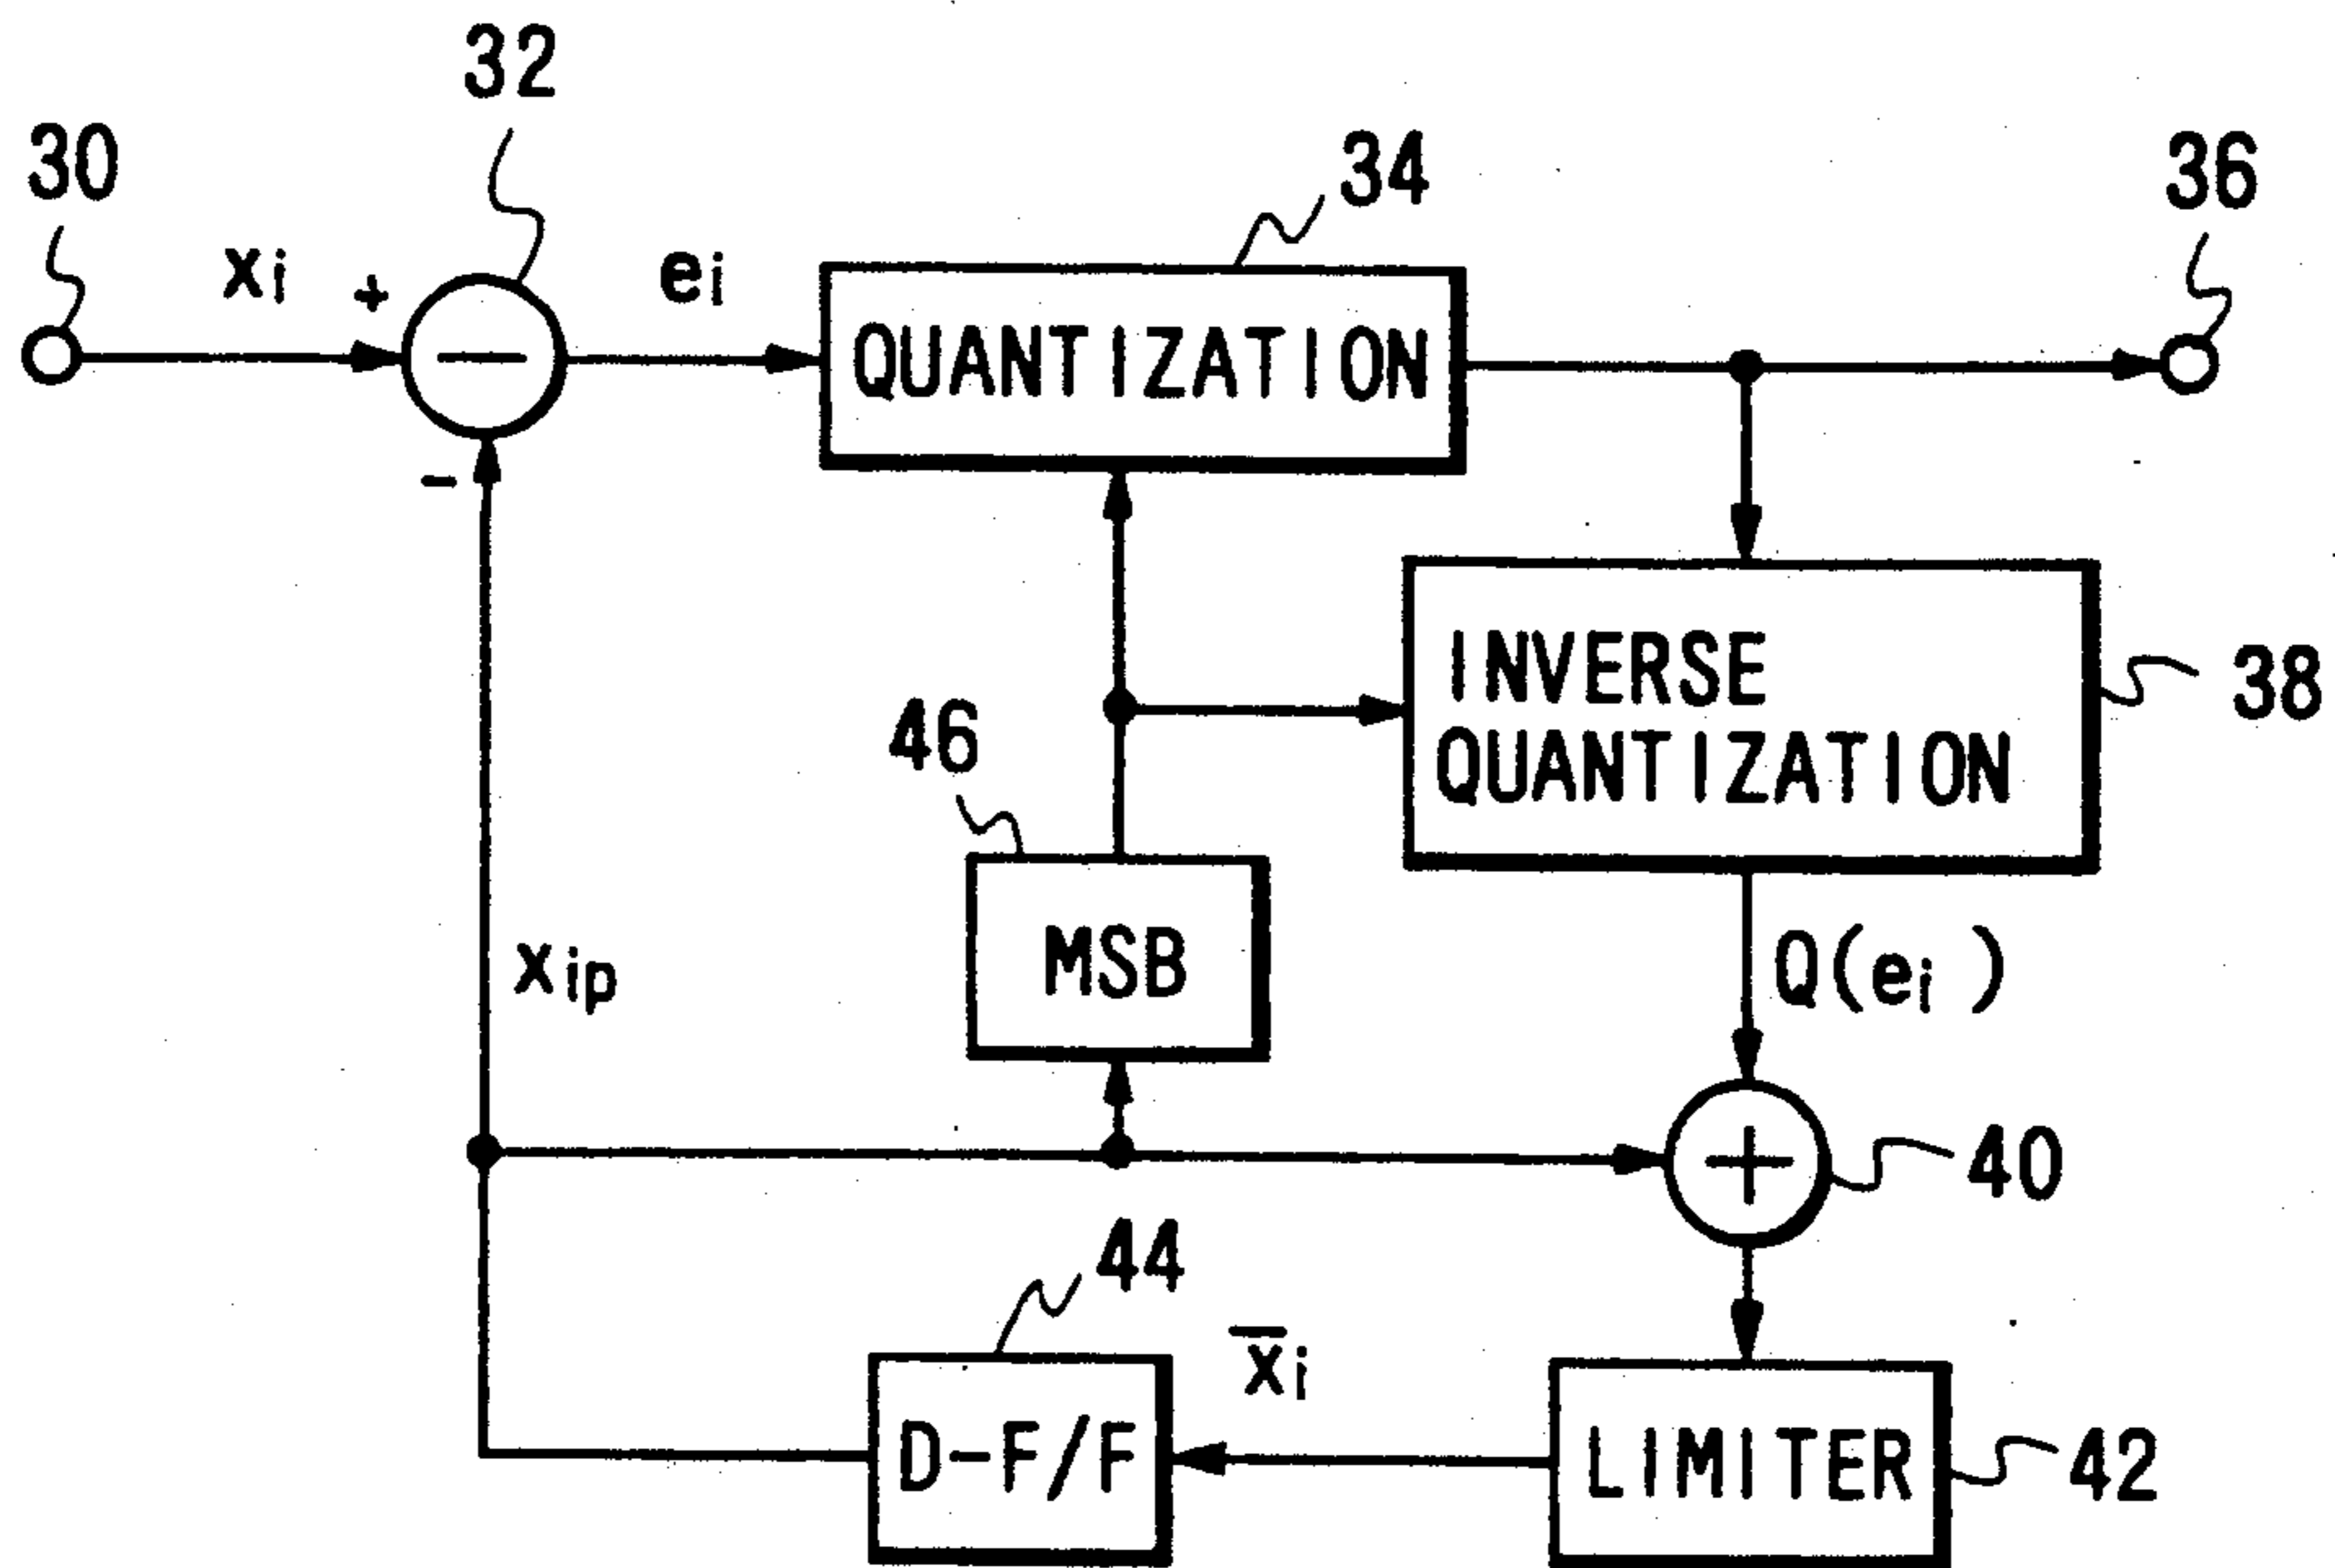 32
30
34
36
xi
+
ei
−
QUANTIZATION
-
INVERSE
QUANTIZATION
38
46
MSB
xip
Q(ei)
+
40
44
x̄i
D-F/F
LIMITER
42